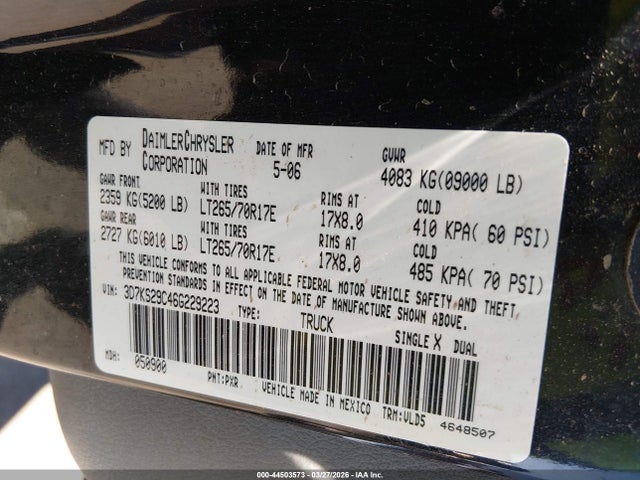 MFD BY DAIMLERCHRYSLER CORPORATION DATE OF MFR 5-06 GVWR 4083 KG(09000 LB)
GAWR FRONT WITH TIRES RIMS AT COLD
2359 KG(5200 LB) LT265/70R17E 17X8.0 410 KPA( 60 PSI)
GAWR REAR WITH TIRES RIMS AT COLD
2727 KG(6010 LB) LT265/70R17E 17X8.0 485 KPA( 70 PSI)
THIS VEHICLE CONFORMS TO ALL APPLICABLE FEDERAL MOTOR VEHICLE SAFETY AND THEFT
PREVENTION STANDARDS IN EFFECT ON THE DATE OF MANUFACTURE SHOWN ABOVE.
VIN: 3D7KS29C46G229223 TYPE: TRUCK SINGLE X DUAL
MDH: 050900 PNT:PXR VEHICLE MADE IN MEXICO TRM:VLD5 4648507
000-44503573 | 03/27/2026 | IAA Inc.